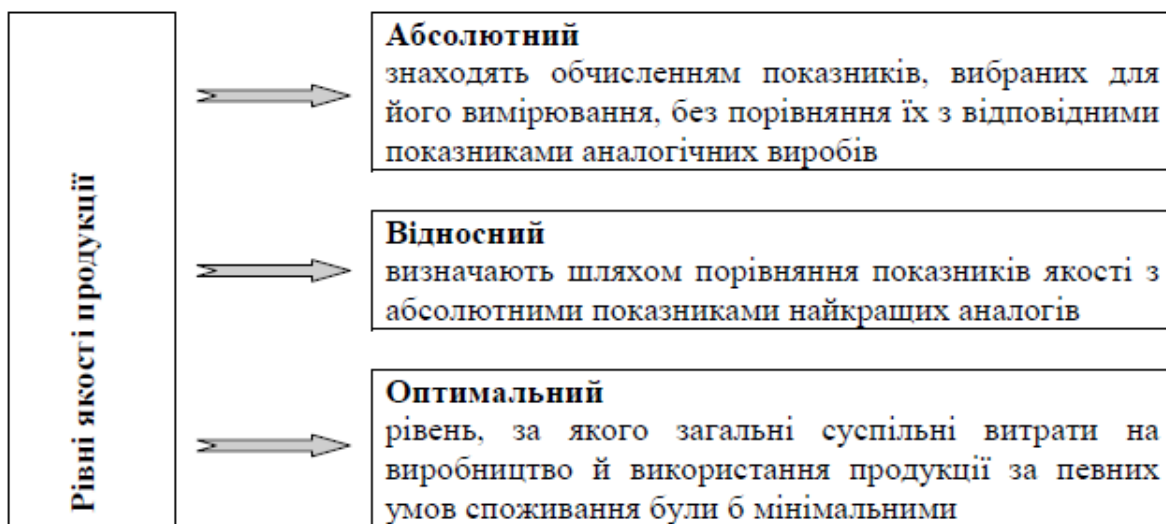 Рівні якості продукції
Абсолютний
знаходять обчисленням показників, вибраних для
його вимірювання, без порівняння їх з відповідними
показниками аналогічних виробів
Відносний
визначають шляхом порівняння показників якості з
абсолютними показниками найкращих аналогів
Оптимальний
рівень, за якого загальні суспільні витрати на
виробництво й використання продукції за певних
умов споживання були б мінімальними